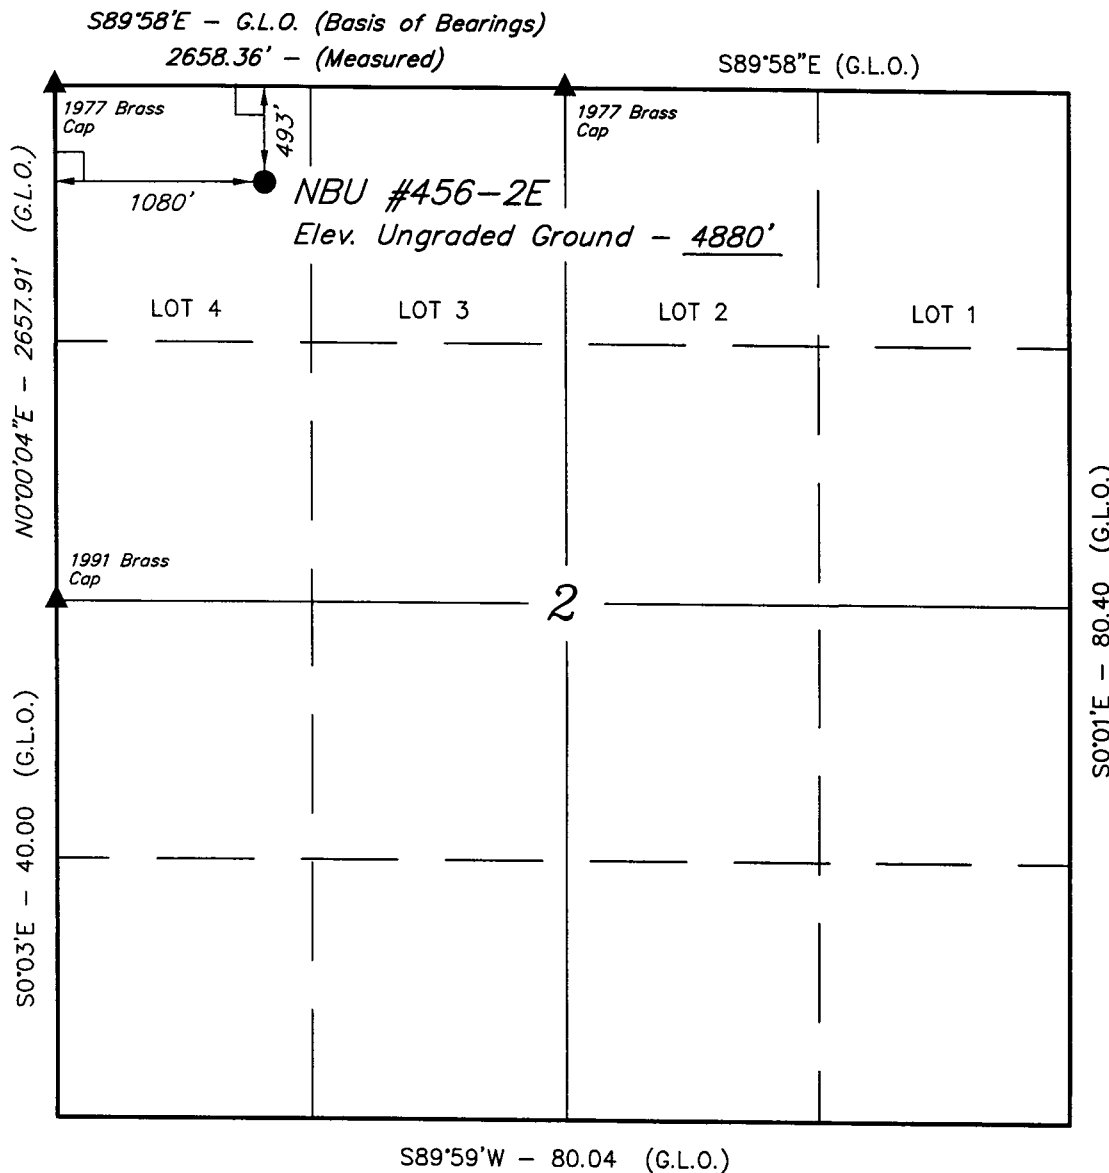 S89°58'E – G.L.O. (Basis of Bearings)
2658.36' – (Measured)
S89°58"E (G.L.O.)
1977 Brass
Cap
1977 Brass
Cap
493'
1080'
NBU #456–2E
Elev. Ungraded Ground – 4880'
N0°00'04"E – 2657.91' (G.L.O.)
LOT 4
LOT 3
LOT 2
LOT 1
1991 Brass
Cap
2
S0°01'E – 80.40 (G.L.O.)
S0°03'E – 40.00 (G.L.O.)
S89°59'W – 80.04 (G.L.O.)